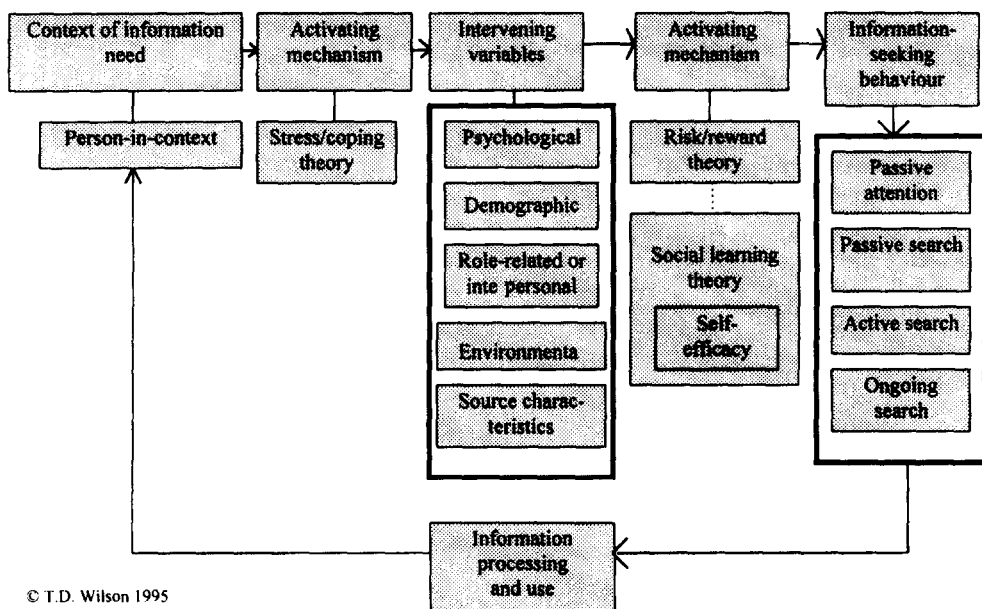 Context of information
need
Activating
mechanism
Intervening
variables
Activating
mechanism
Information-
seeking
behaviour
Person-in-context
Stress/coping
theory
Psychological
Demographic
Role-related or
inte personal
Environmenta
Source charac-
teristics
Risk/reward
theory
Social learning
theory
Self-
efficacy
Passive
attention
Passive search
Active search
Ongoing
search
Information
processing
and use
© T.D. Wilson 1995